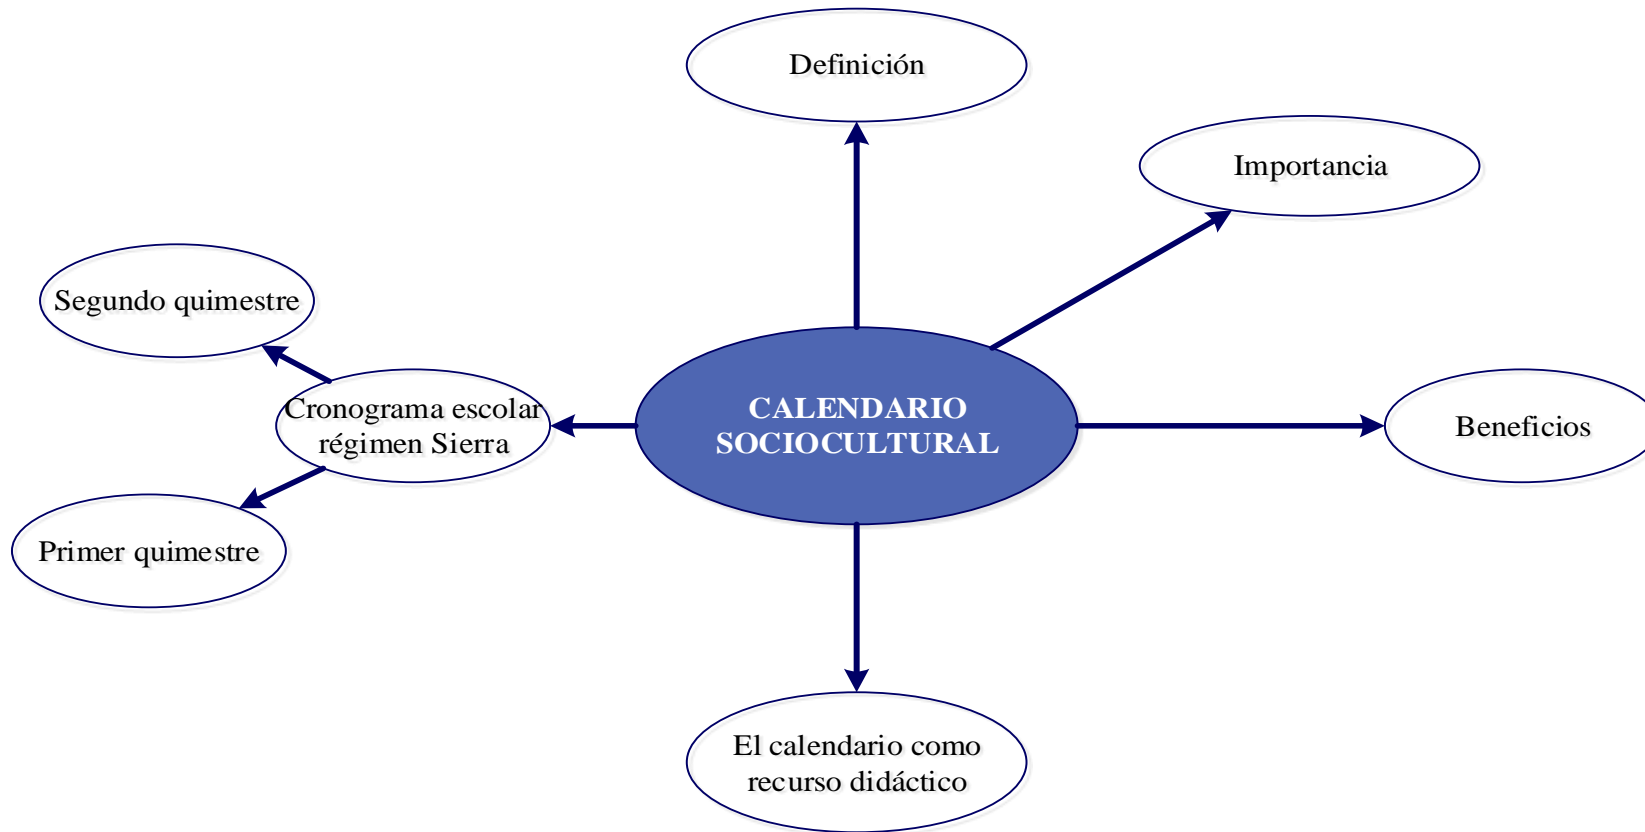 Definición
Importancia
Segundo quimestre
Cronograma escolar
régimen Sierra
CALENDARIO
SOCIOCULTURAL
Beneficios
Primer quimestre
El calendario como
recurso didáctico